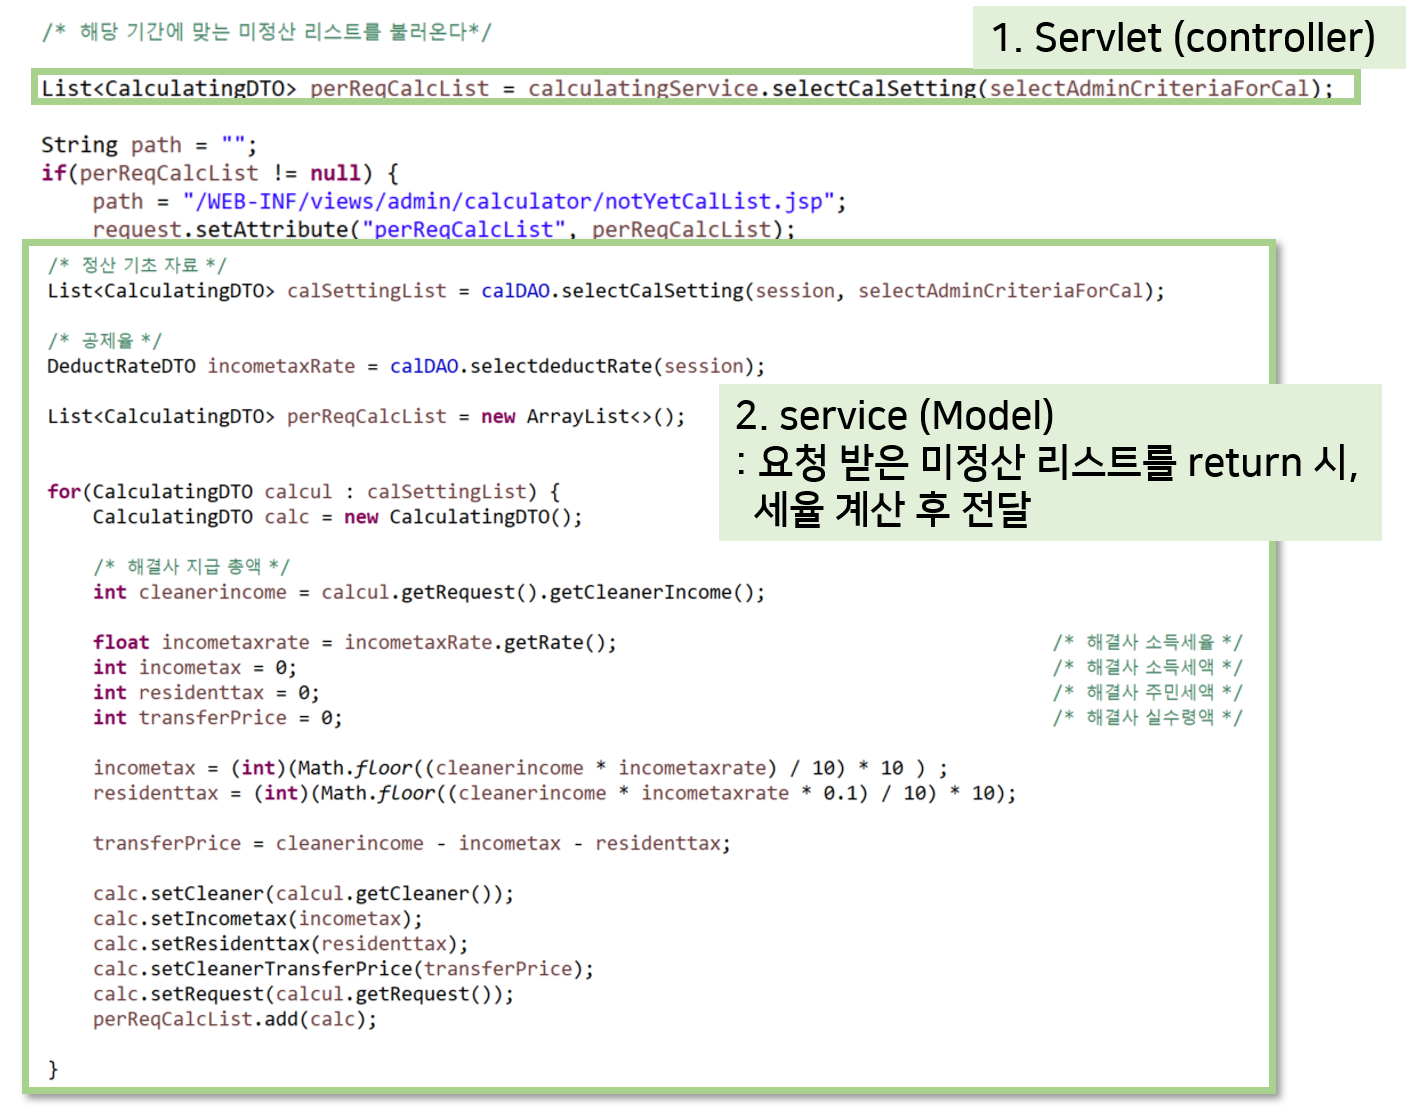 /* 해당 기간에 맞는 미정산 리스트를 불러온다*/
1. Servlet (controller)
List<CalculatingDTO> perReqCalcList = calculatingService.selectCalSetting(selectAdminCriteriaForCal);
String path = "";
if(perReqCalcList != null) {
path = "/WEB-INF/views/admin/calculator/notYetCalList.jsp";
request.setAttribute("perReqCalcList", perReqCalcList);
/* 정산 기초 자료 */
List<CalculatingDTO> calSettingList = calDAO.selectCalSetting(session, selectAdminCriteriaForCal);
/* 공제율 */
DeductRateDTO incometaxRate = calDAO.selectdeductRate(session);
List<CalculatingDTO> perReqCalcList = new ArrayList<>();
2. service (Model)
: 요청 받은 미정산 리스트를 return 시,
세율 계산 후 전달
for(CalculatingDTO calcul : calSettingList) {
CalculatingDTO calc = new CalculatingDTO();
/* 해결사 지급 총액 */
int cleanerincome = calcul.getRequest().getCleanerIncome();
float incometaxrate = incometaxRate.getRate(); /* 해결사 소득세율 */
int incometax = 0; /* 해결사 소득세액 */
int residenttax = 0; /* 해결사 주민세액 */
int transferPrice = 0; /* 해결사 실수령액 */
incometax = (int)(Math.floor((cleanerincome * incometaxrate) / 10) * 10 ) ;
residenttax = (int)(Math.floor((cleanerincome * incometaxrate * 0.1) / 10) * 10);
transferPrice = cleanerincome - incometax - residenttax;
calc.setCleaner(calcul.getCleaner());
calc.setIncometax(incometax);
calc.setResidenttax(residenttax);
calc.setCleanerTransferPrice(transferPrice);
calc.setRequest(calcul.getRequest());
perReqCalcList.add(calc);
}